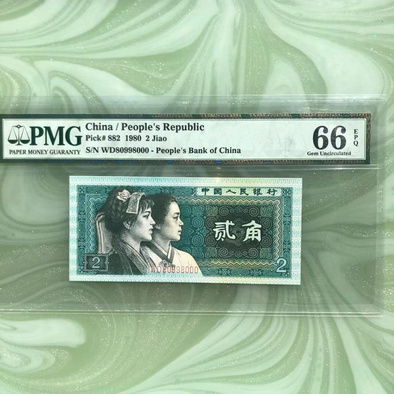 PMG
PAPER MONEY GUARANTY
China / People's Republic
Pick# 882 1980 2 Jiao
S/N WD80998000 - People's Bank of China
66 EPQ
Gem Uncirculated
中国人民银行
贰角
WD80998000
2
2